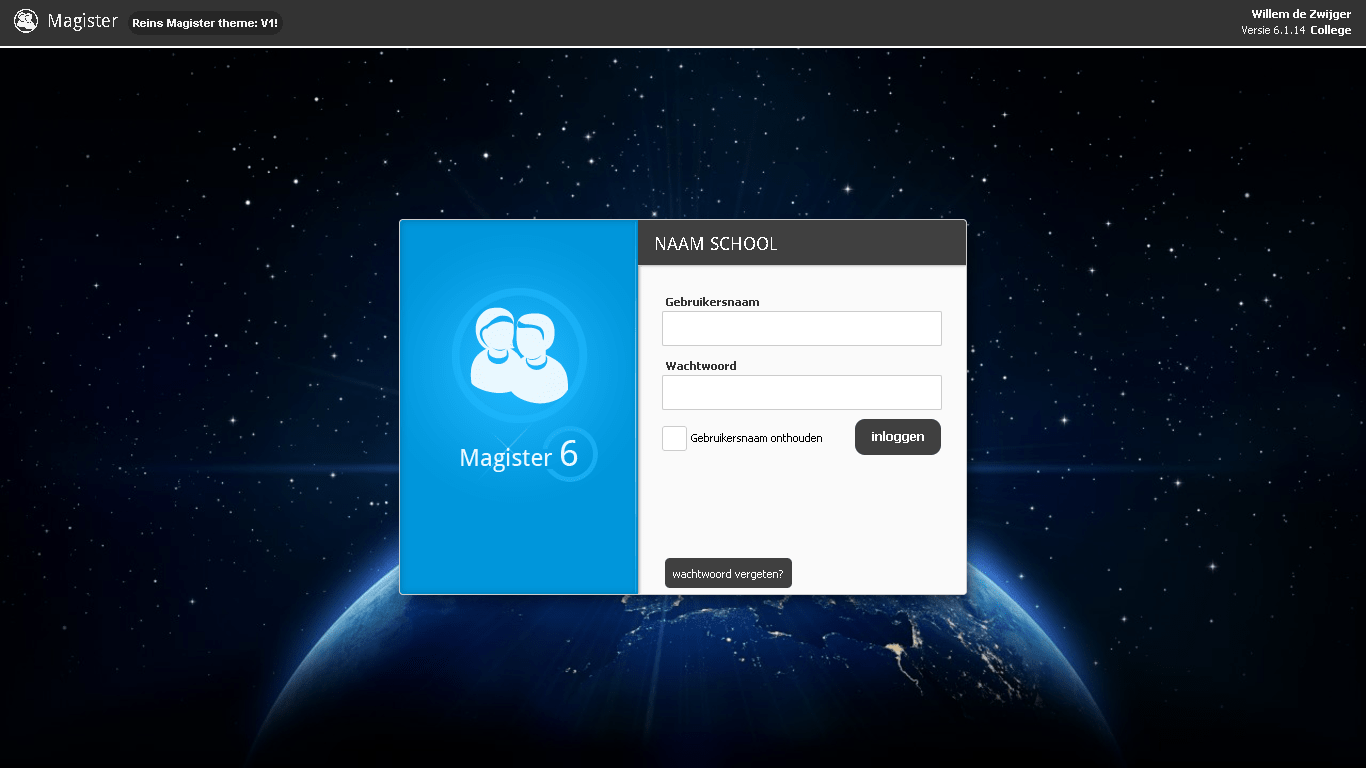 Magister
Reins Magister theme: V1!
Willem de Zwijger
Versie 6.1.14 College
NAAM SCHOOL
Gebruikersnaam
Wachtwoord
Gebruikersnaam onthouden
inloggen
Magister 6
wachtwoord vergeten?